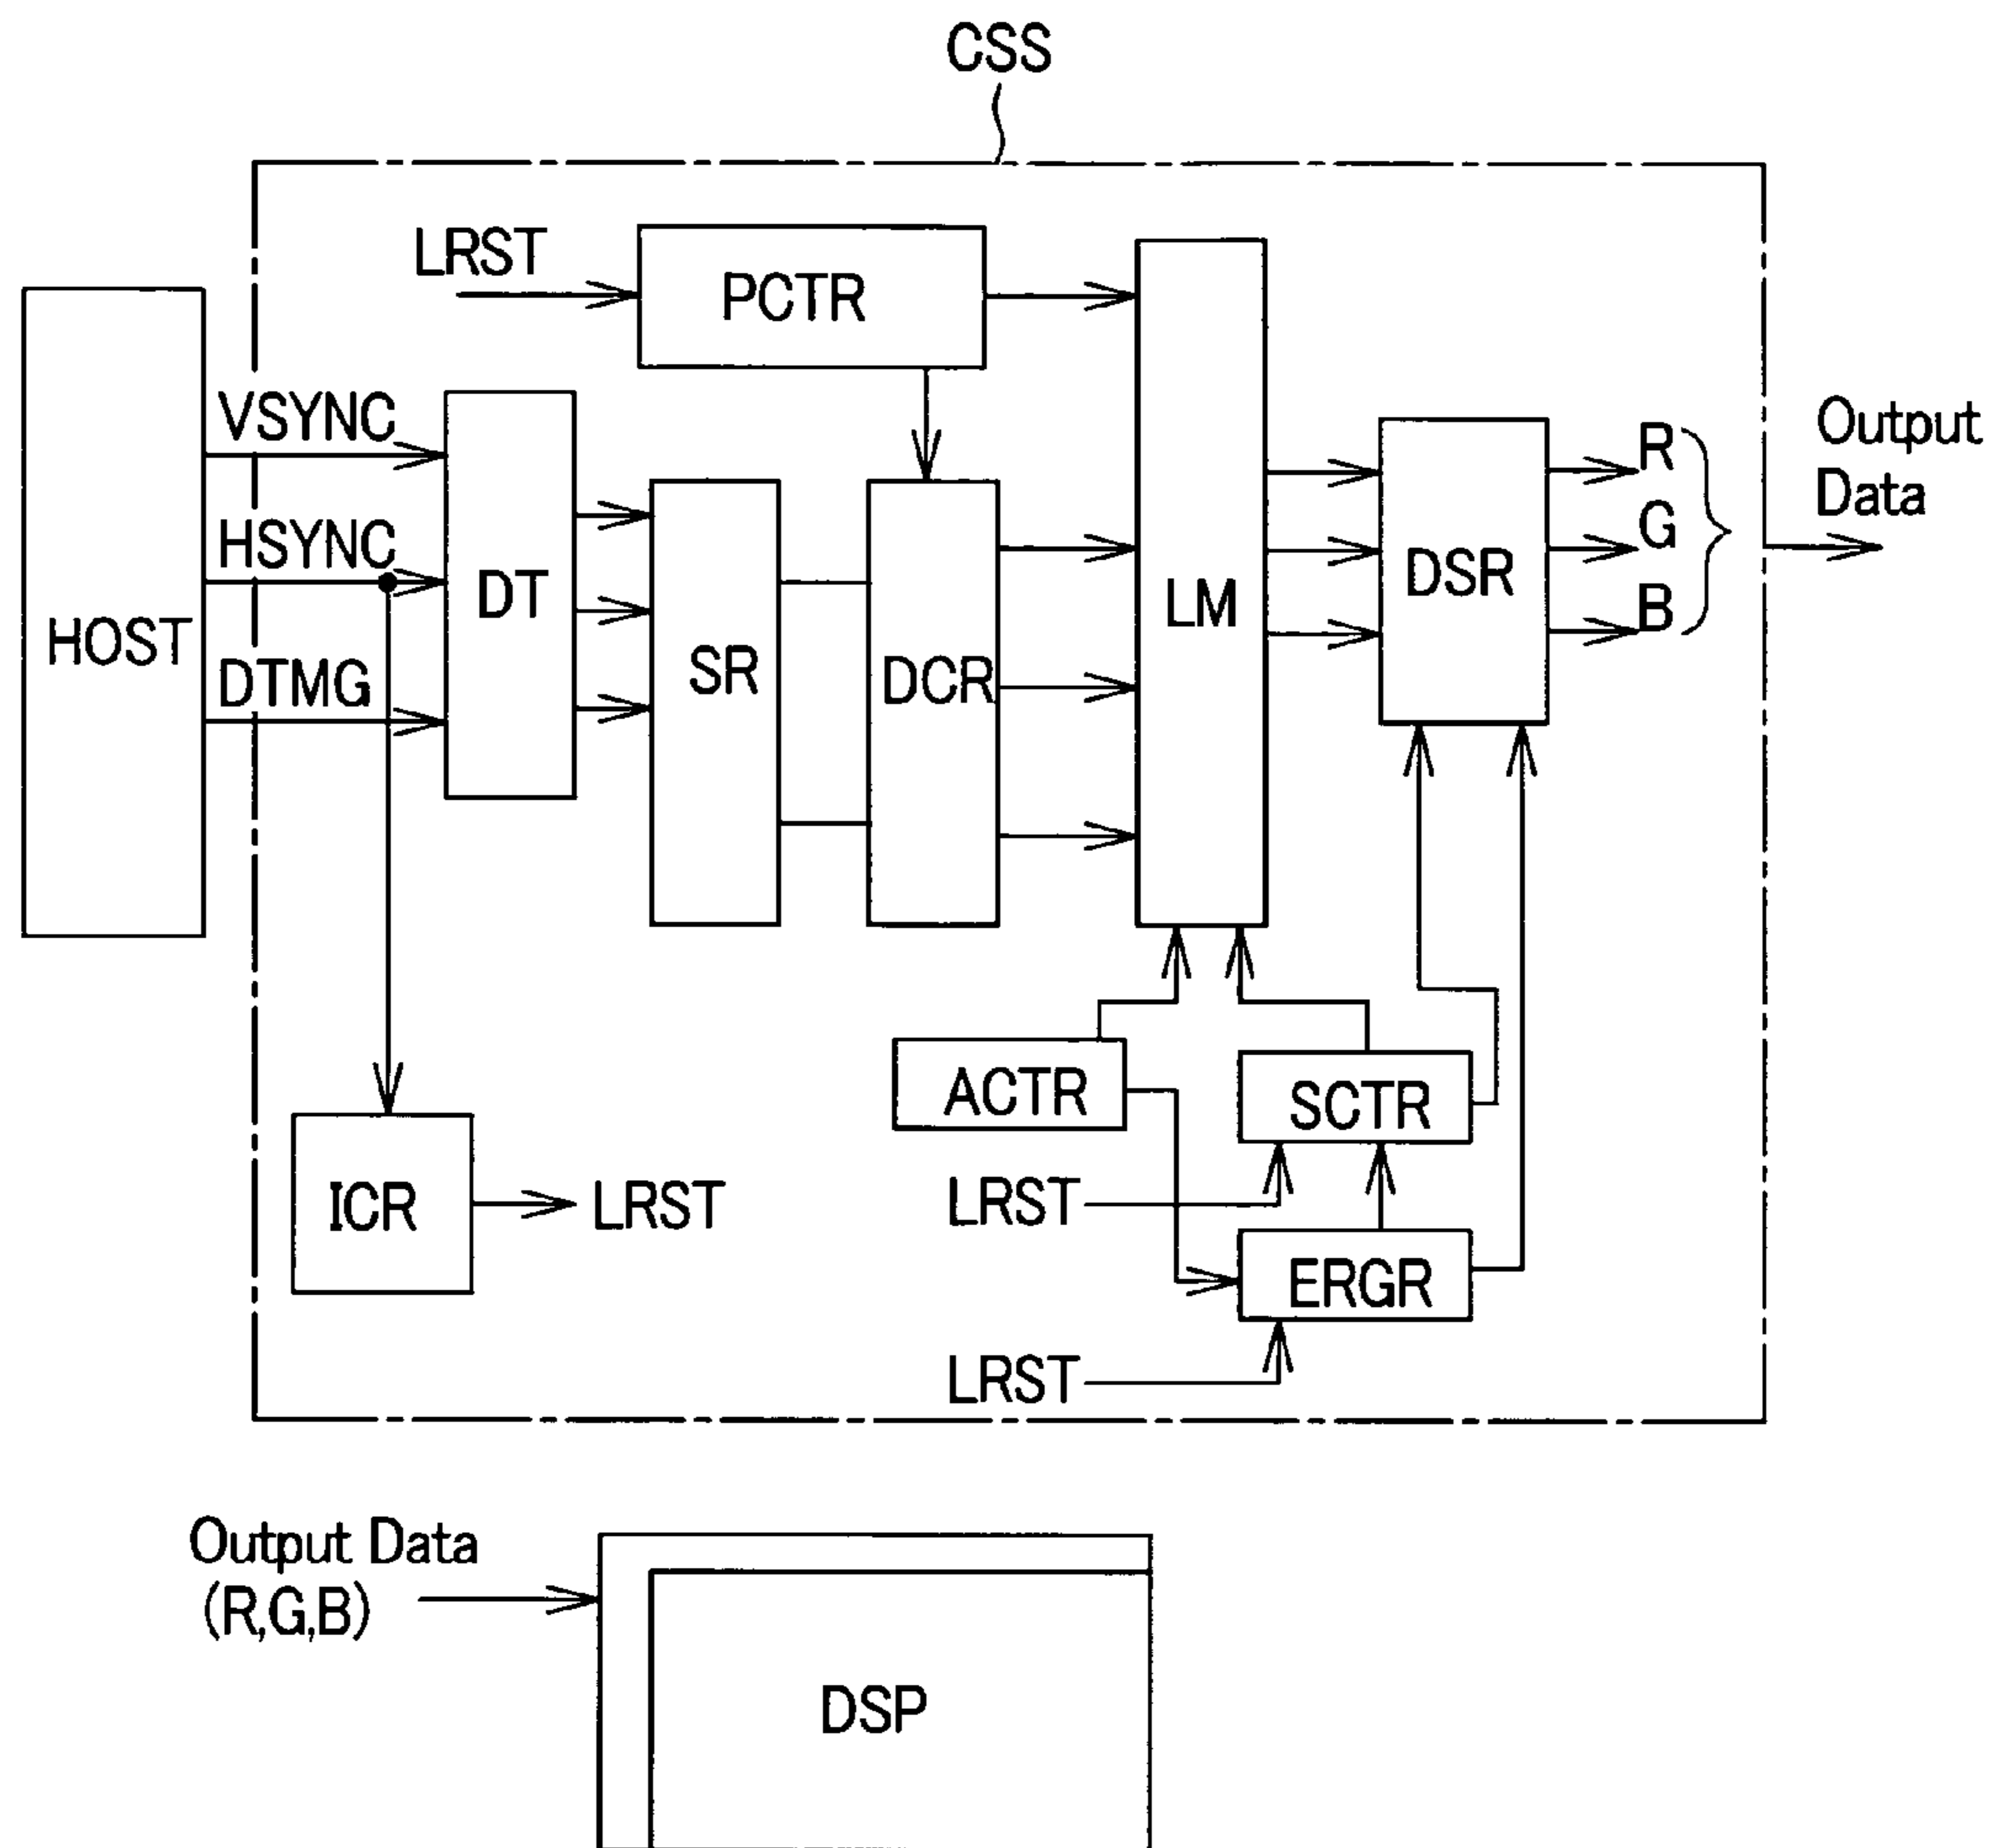 CSS
LRST
PCTR
VSYNC
HSYNC
DTMG
HOST
DT
SR
DCR
LM
DSR
R
G
B
Output
Data
ACTR
SCTR
ICR
LRST
LRST
ERGR
LRST
Output Data
(R,G,B)
DSP